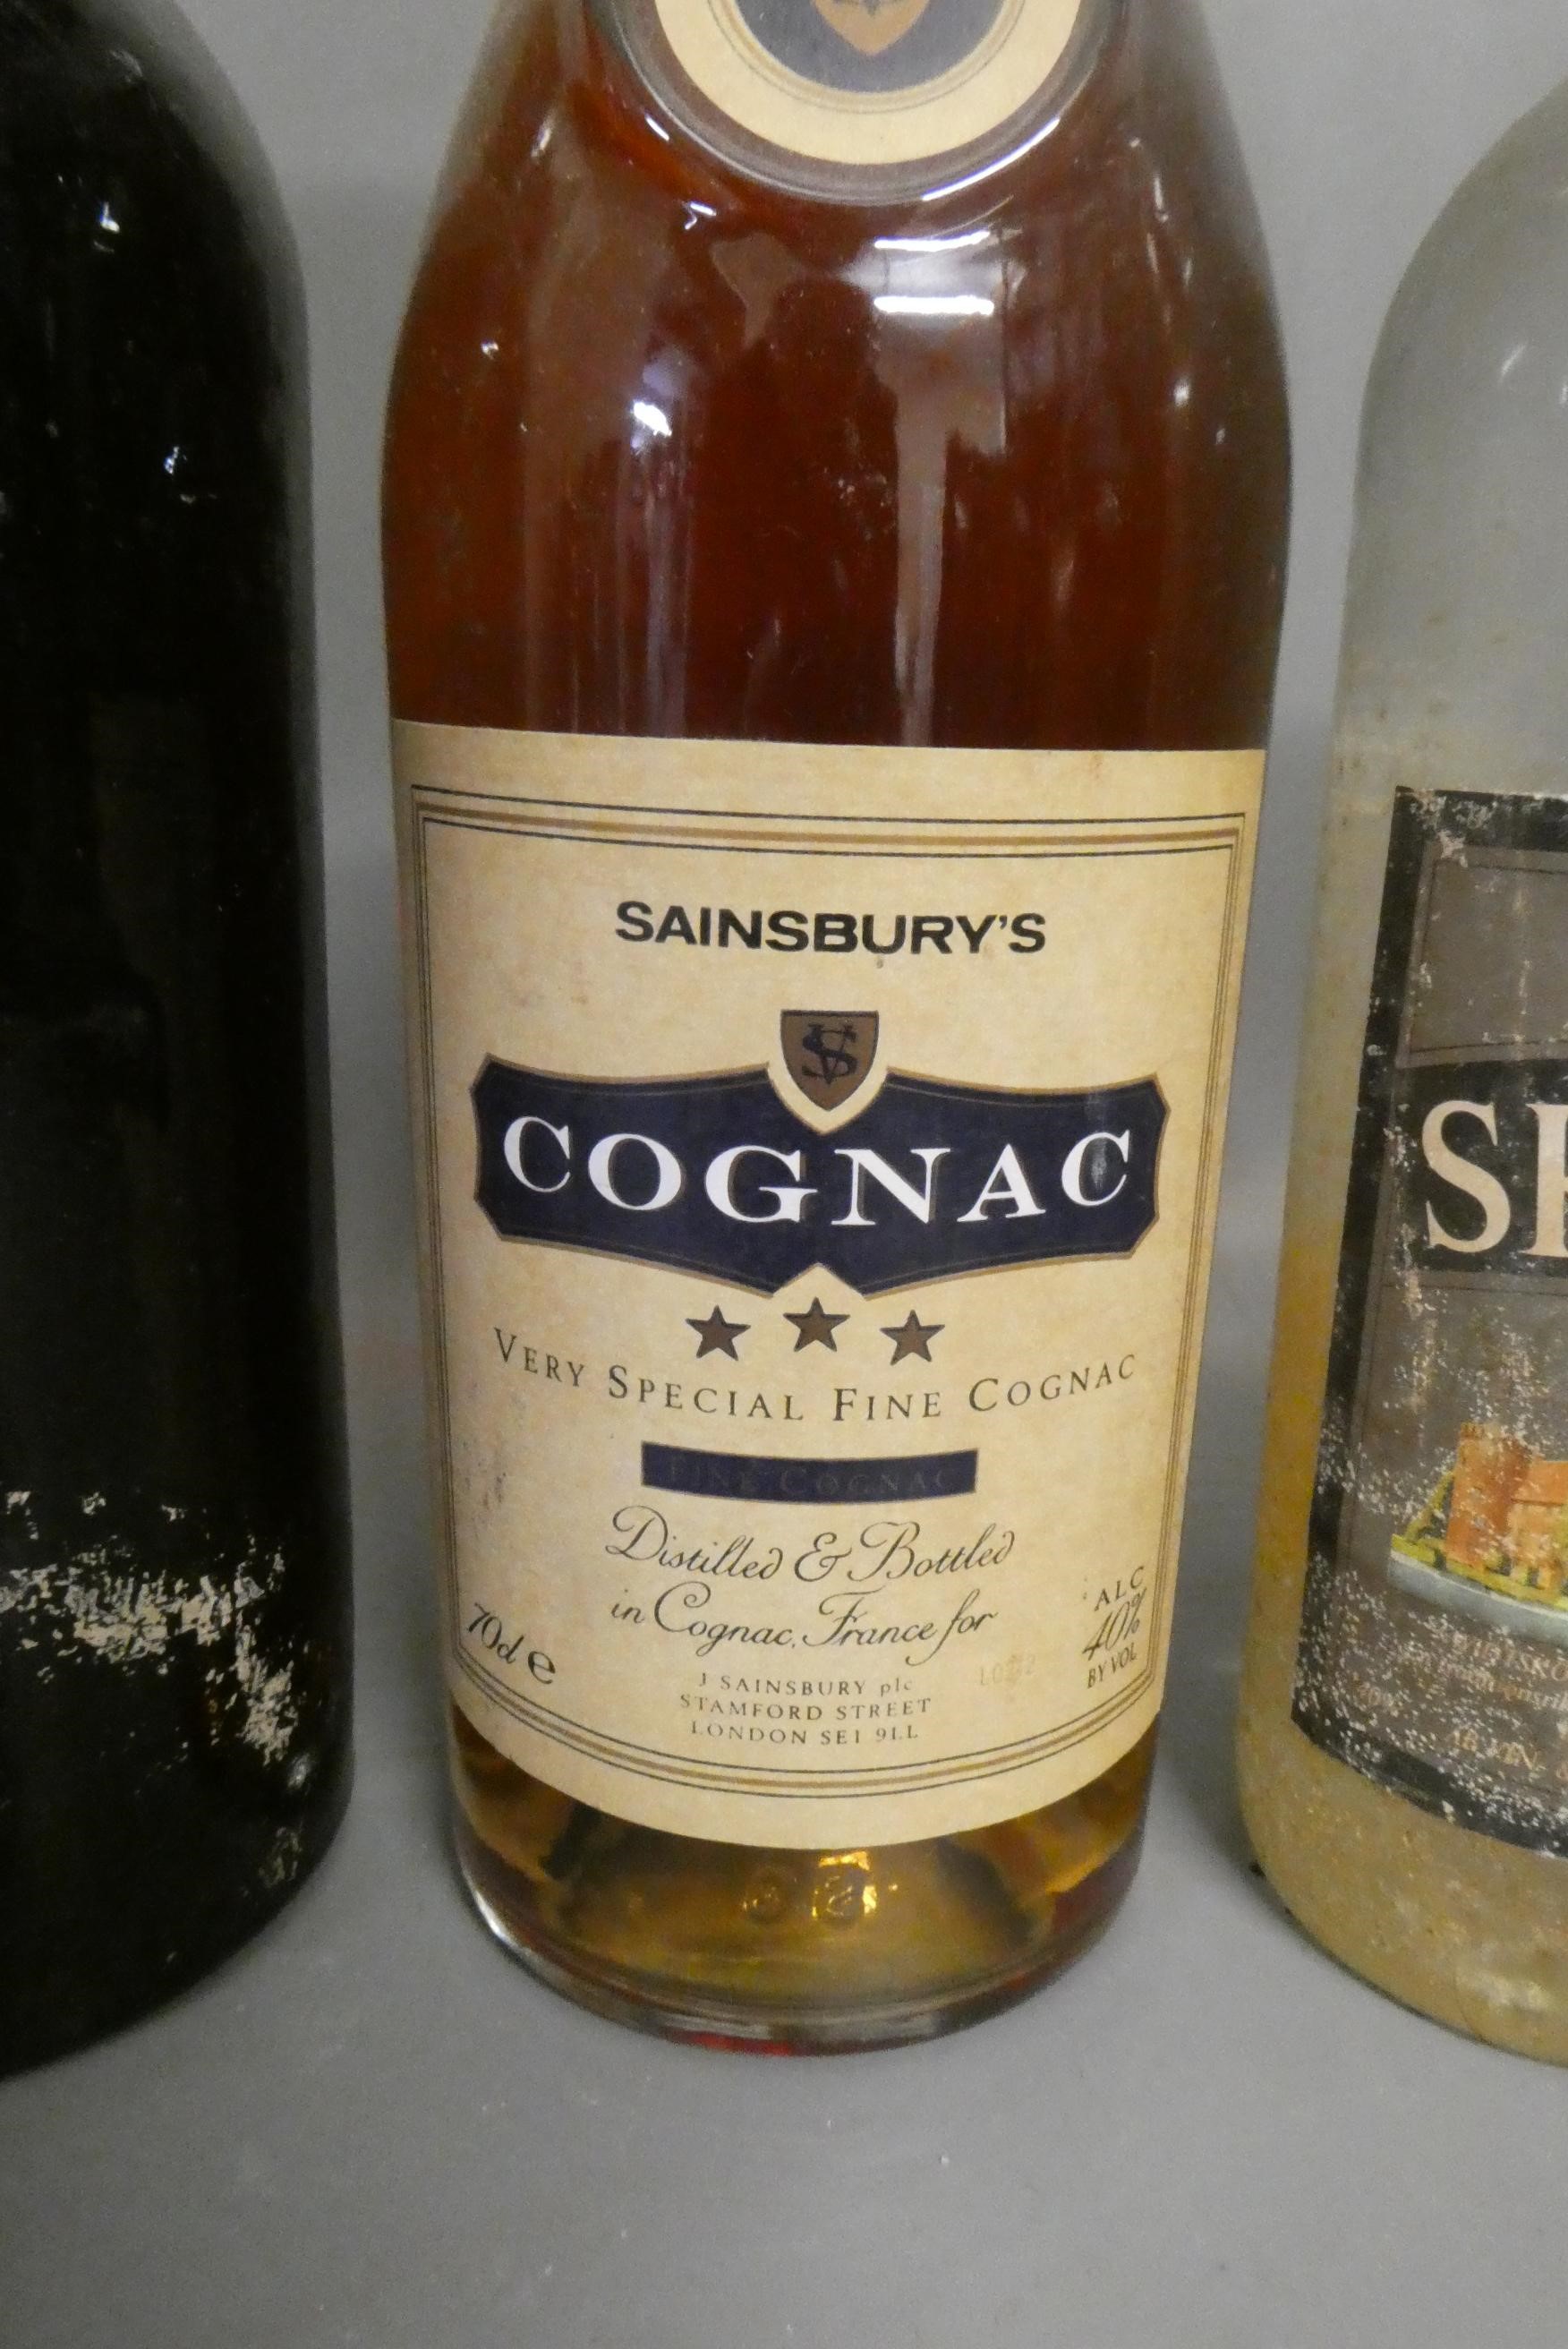 SAINSBURY'S
VS
COGNAC
VERY SPECIAL FINE COGNAC
FINE COGNAC
Distilled & Bottled
in Cognac, France for
70cl e
ALC
40%
BY VOL
J SAINSBURY plc
STAMFORD STREET
LONDON SE1 9LL